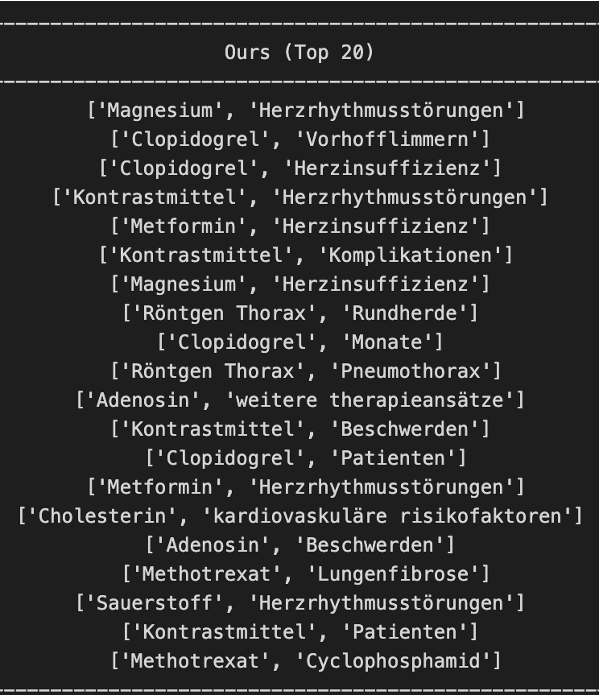 Ours (Top 20)
['Magnesium', 'Herzrhythmusstörungen']
['Clopidogrel', 'Vorhofflimmern']
['Clopidogrel', 'Herzinsuffizienz']
['Kontrastmittel', 'Herzrhythmusstörungen']
['Metformin', 'Herzinsuffizienz']
['Kontrastmittel', 'Komplikationen']
['Magnesium', 'Herzinsuffizienz']
['Röntgen Thorax', 'Rundherde']
['Clopidogrel', 'Monate']
['Röntgen Thorax', 'Pneumothorax']
['Adenosin', 'weitere therapieansätze']
['Kontrastmittel', 'Beschwerden']
['Clopidogrel', 'Patienten']
['Metformin', 'Herzrhythmusstörungen']
['Cholesterin', 'kardiovaskuläre risikofaktoren']
['Adenosin', 'Beschwerden']
['Methotrexat', 'Lungenfibrose']
['Sauerstoff', 'Herzrhythmusstörungen']
['Kontrastmittel', 'Patienten']
['Methotrexat', 'Cyclophosphamid']